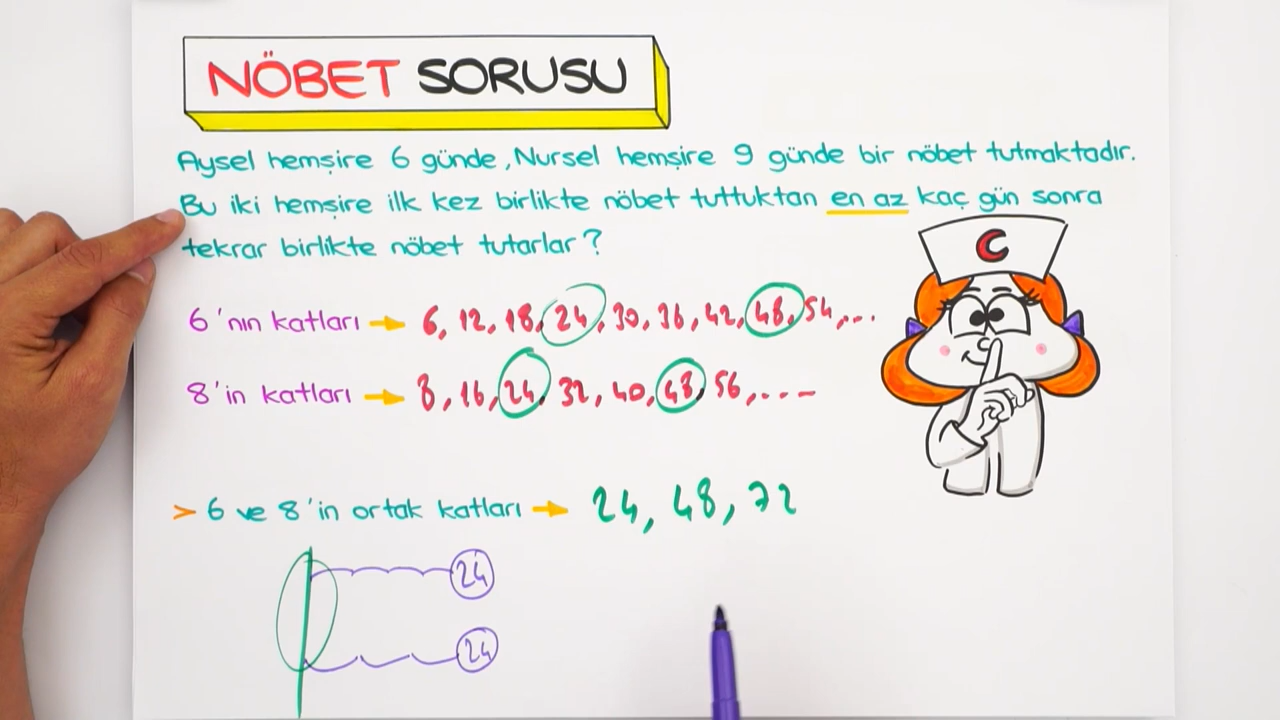 NÖBET SORUSU
Aysel hemşire 6 günde, Nursel hemşire 9 günde bir nöbet tutmaktadır.
Bu iki hemşire ilk kez birlikte nöbet tuttuktan en az kaç gün sonra
tekrar birlikte nöbet tutarlar?
6'nın katları → 6, 12, 18, 24, 30, 36, 42, 48, 54, ...
8'in katları → 8, 16, 24, 32, 40, 48, 56, ....
> 6 ve 8'in ortak katları → 24, 48, 72
24
24